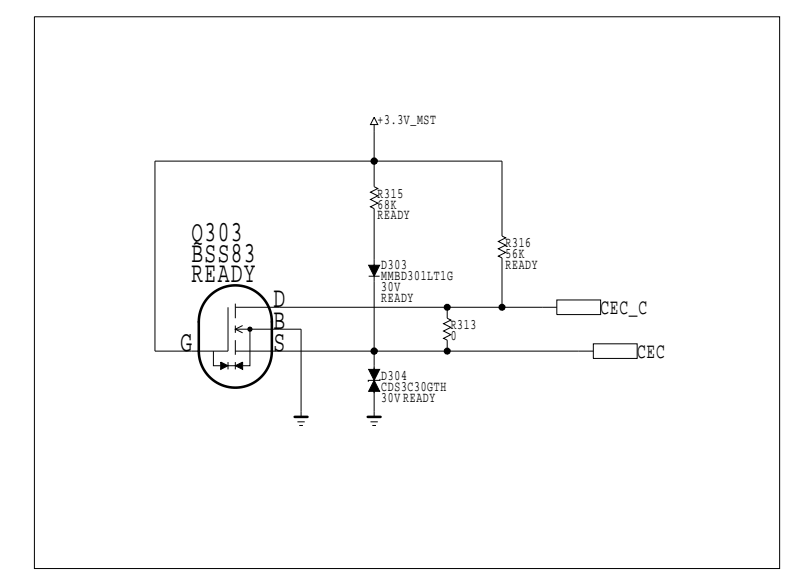 +3.3V_MST
R315
68K
READY
Q303
BSS83
READY
R316
56K
READY
D303
MMBD301LT1G
30V
READY
D
CEC_C
B
R313
0
G
S
CEC
D304
CDS3C30GTH
30V READY